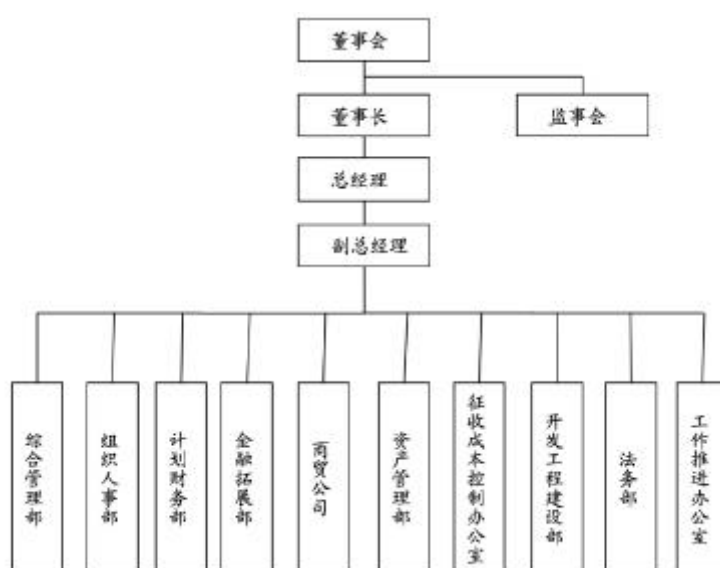 董事会
董事长
监事会
总经理
副总经理
综合管理部
组织人事部
计划财务部
金融拓展部
商贸公司
资产管理部
征收成本控制办公室
开发工程建设部
法务部
工作推进办公室